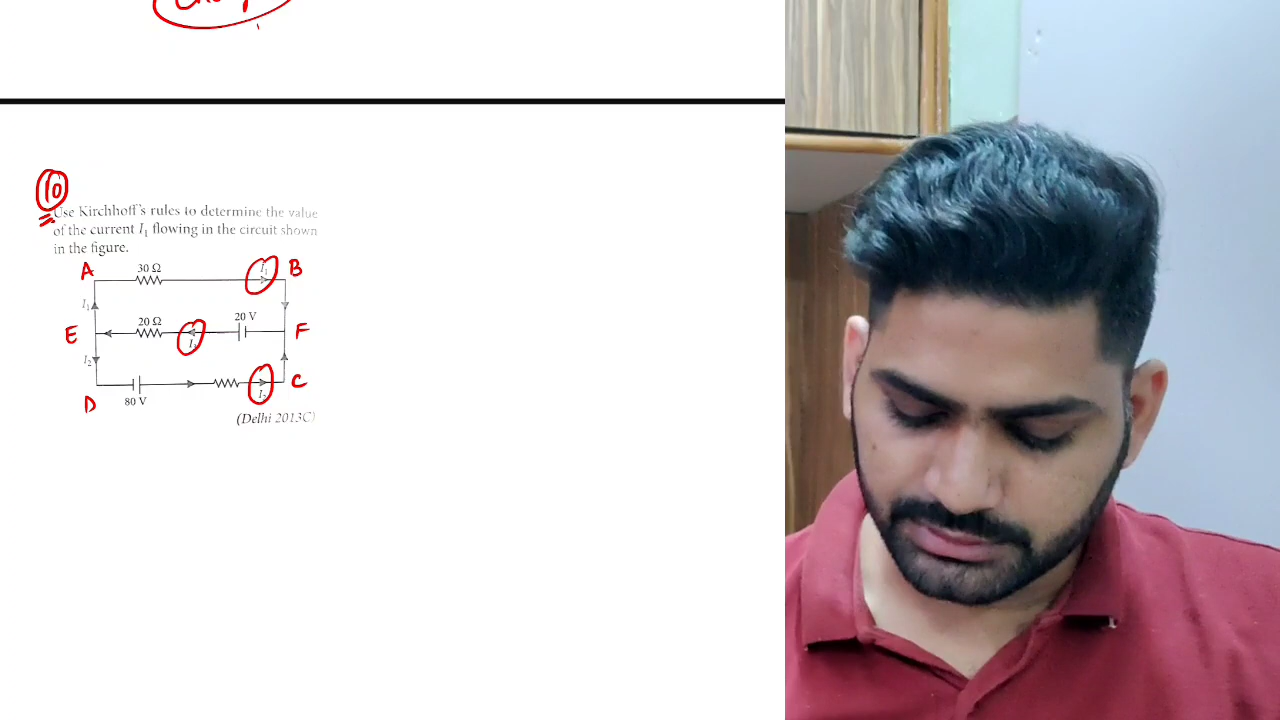 10
Use Kirchhoff's rules to determine the value
of the current I₁ flowing in the circuit shown
in the figure.
A 30 Ω I₁ B
I₁
E 20 Ω I₃ 20 V F
I₂
D 80 V I₂ C
(Delhi 2013C)